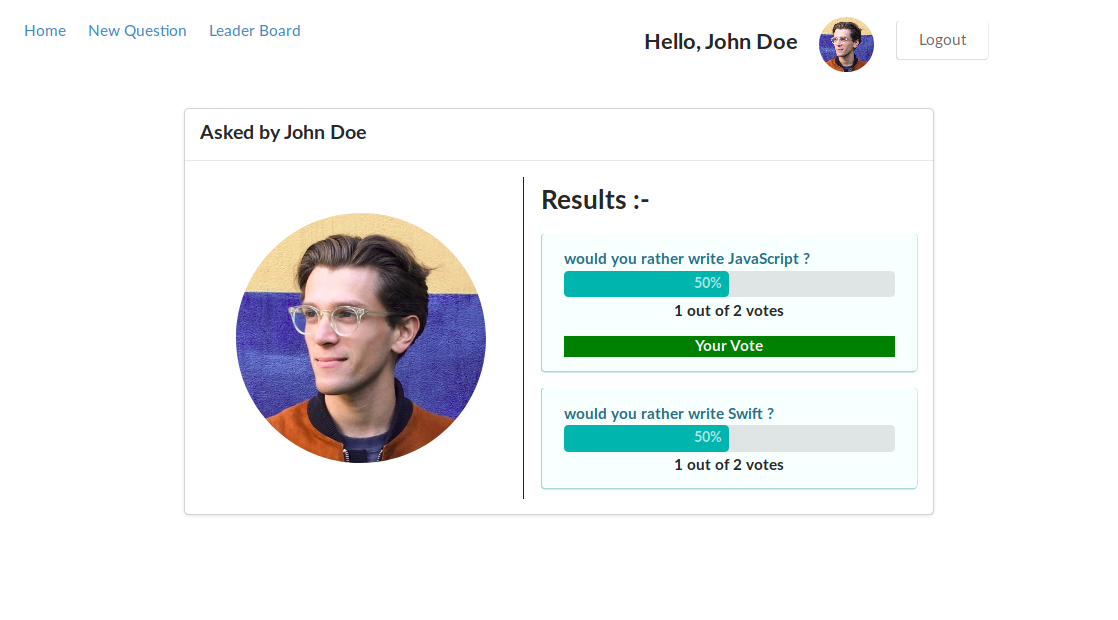 Home New Question Leader Board Hello, John Doe Logout
Asked by John Doe
Results :-
would you rather write JavaScript ?
50%
1 out of 2 votes
Your Vote
would you rather write Swift ?
50%
1 out of 2 votes